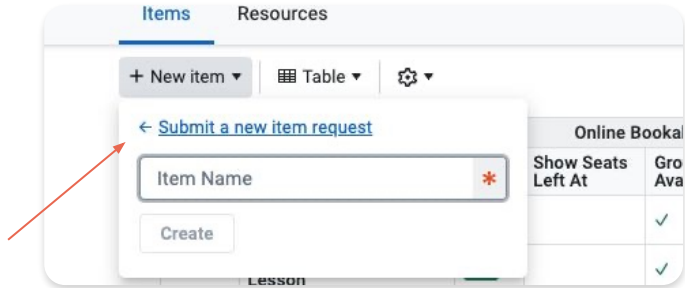 Items Resources
+ New item ▼ Table ▼ ▼
← Submit a new item request
Item Name *
Create
Online Booka
Show Seats Gro
Left At Ava
Lesson